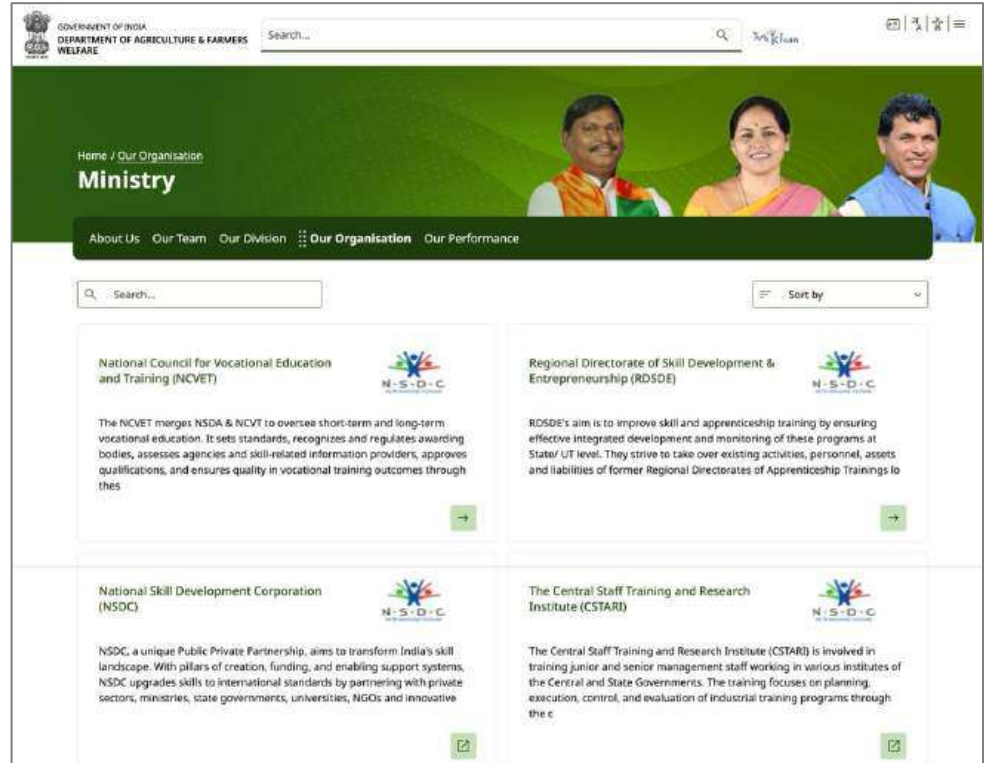 GOVERNMENT OF INDIA
DEPARTMENT OF AGRICULTURE & FARMERS
WELFARE
Search...
Home / Our Organisation
Ministry
About Us Our Team Our Division Our Organisation Our Performance
Search...
Sort by
National Council for Vocational Education
and Training (NCVET)
N·S·D·C
The NCVET merges NSDA & NCVT to oversee short-term and long-term
vocational education. It sets standards, recognizes and regulates awarding
bodies, assesses agencies and skill-related information providers, approves
qualifications, and ensures quality in vocational training outcomes through
thes
Regional Directorate of Skill Development &
Entrepreneurship (RDSDE)
N·S·D·C
RDSDE's aim is to improve skill and apprenticeship training by ensuring
effective integrated development and monitoring of these programs at
State/ UT level. They strive to take over existing activities, personnel, assets
and liabilities of former Regional Directorates of Apprenticeship Trainings lo
National Skill Development Corporation
(NSDC)
N·S·D·C
NSDC, a unique Public Private Partnership, aims to transform India's skill
landscape. With pillars of creation, funding, and enabling support systems,
NSDC upgrades skills to international standards by partnering with private
sectors, ministries, state governments, universities, NGOs and innovative
The Central Staff Training and Research
Institute (CSTARI)
N·S·D·C
The Central Staff Training and Research Institute (CSTARI) is involved in
training junior and senior management staff working in various institutes of
the Central and State Governments. The training focuses on planning,
execution, control, and evaluation of industrial training programs through
the c